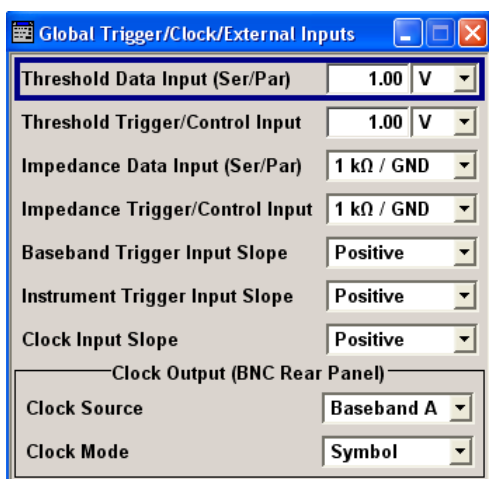 Global Trigger/Clock/External Inputs
Threshold Data Input (Ser/Par) 1.00 V
Threshold Trigger/Control Input 1.00 V
Impedance Data Input (Ser/Par) 1 kΩ / GND
Impedance Trigger/Control Input 1 kΩ / GND
Baseband Trigger Input Slope Positive
Instrument Trigger Input Slope Positive
Clock Input Slope Positive
Clock Output (BNC Rear Panel)
Clock Source Baseband A
Clock Mode Symbol